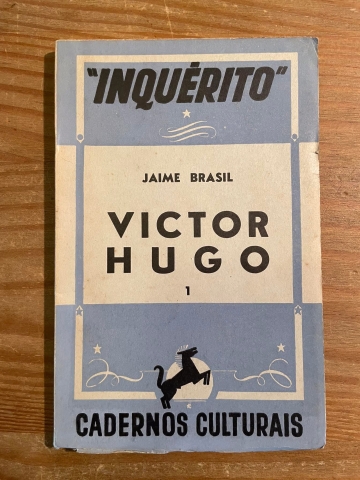 "INQUÉRITO"
JAIME BRASIL
VICTOR
HUGO
1
CADERNOS CULTURAIS